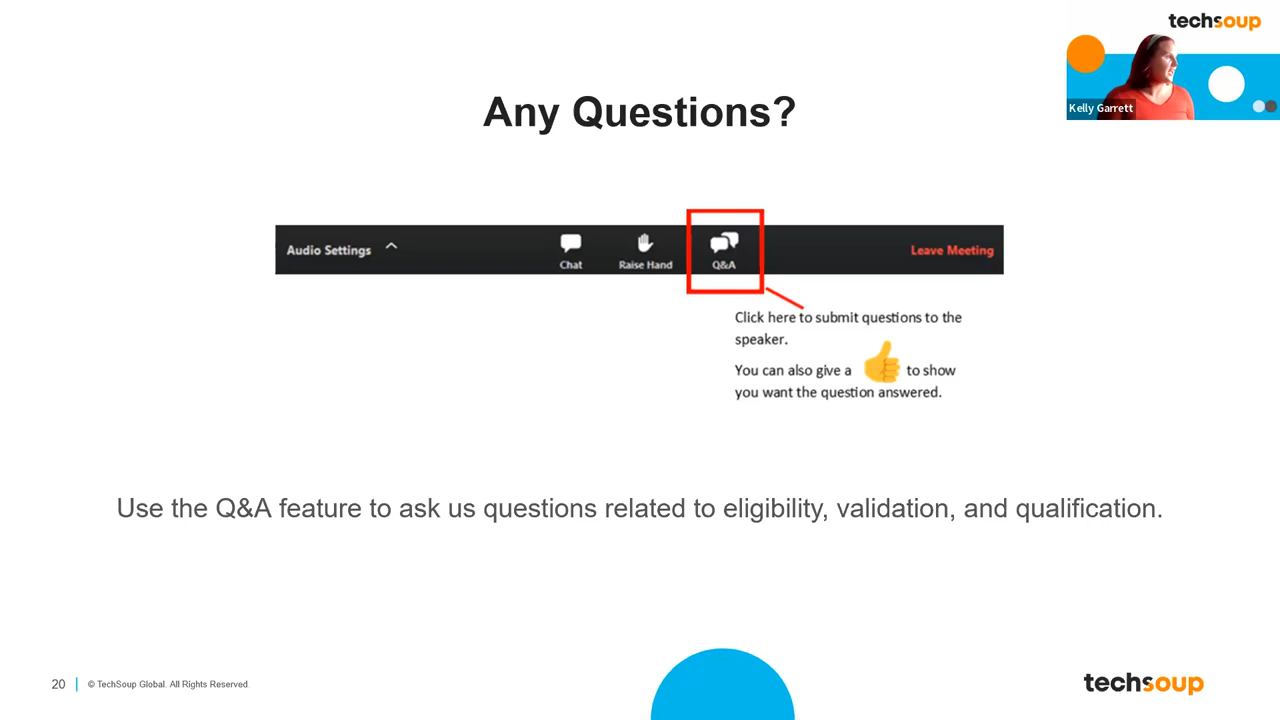 techsoup
Kelly Garrett
Any Questions?
Audio Settings
Chat
Raise Hand
Q&A
Leave Meeting
Click here to submit questions to the
speaker.
You can also give a to show
you want the question answered.
Use the Q&A feature to ask us questions related to eligibility, validation, and qualification.
20
© TechSoup Global. All Rights Reserved.
techsoup